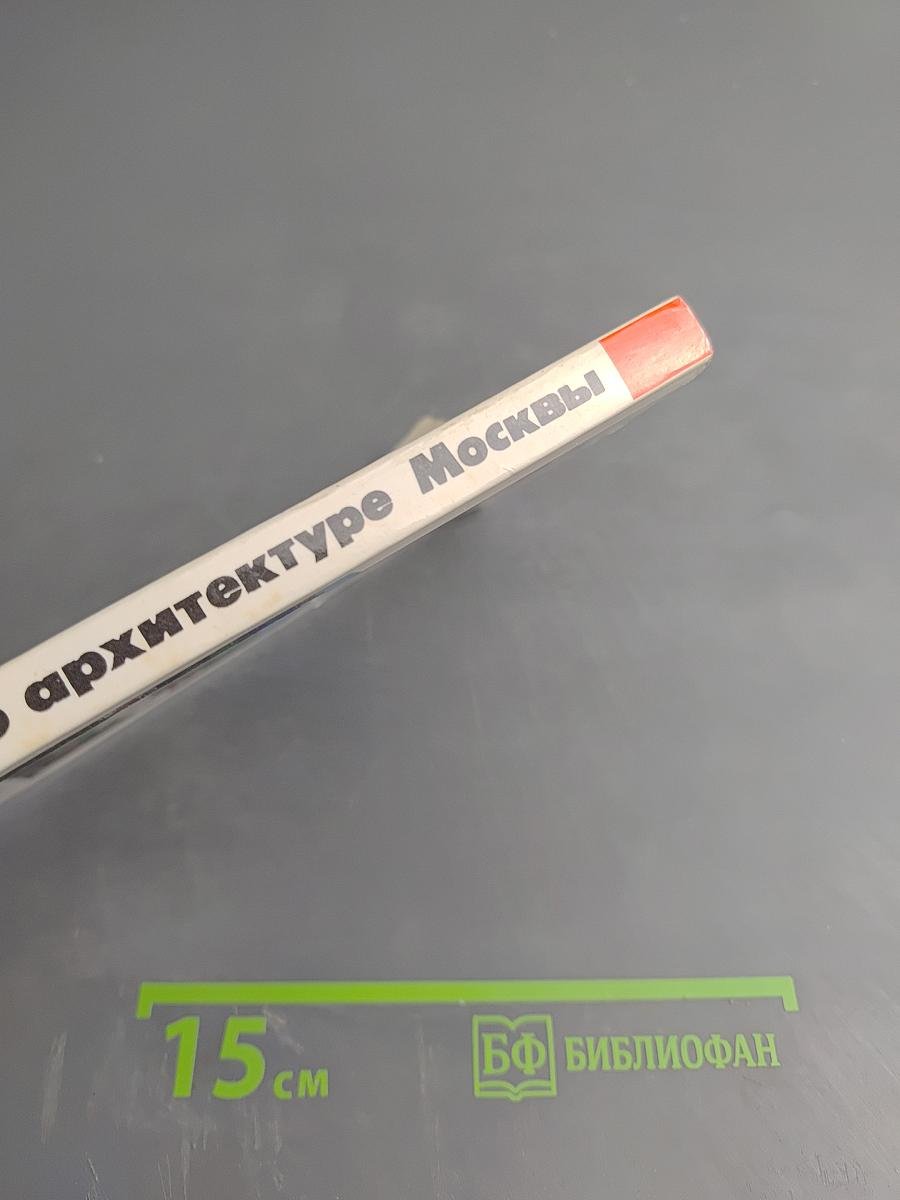 архитектуре Москвы
15 см
БФ БИБЛИОФАН